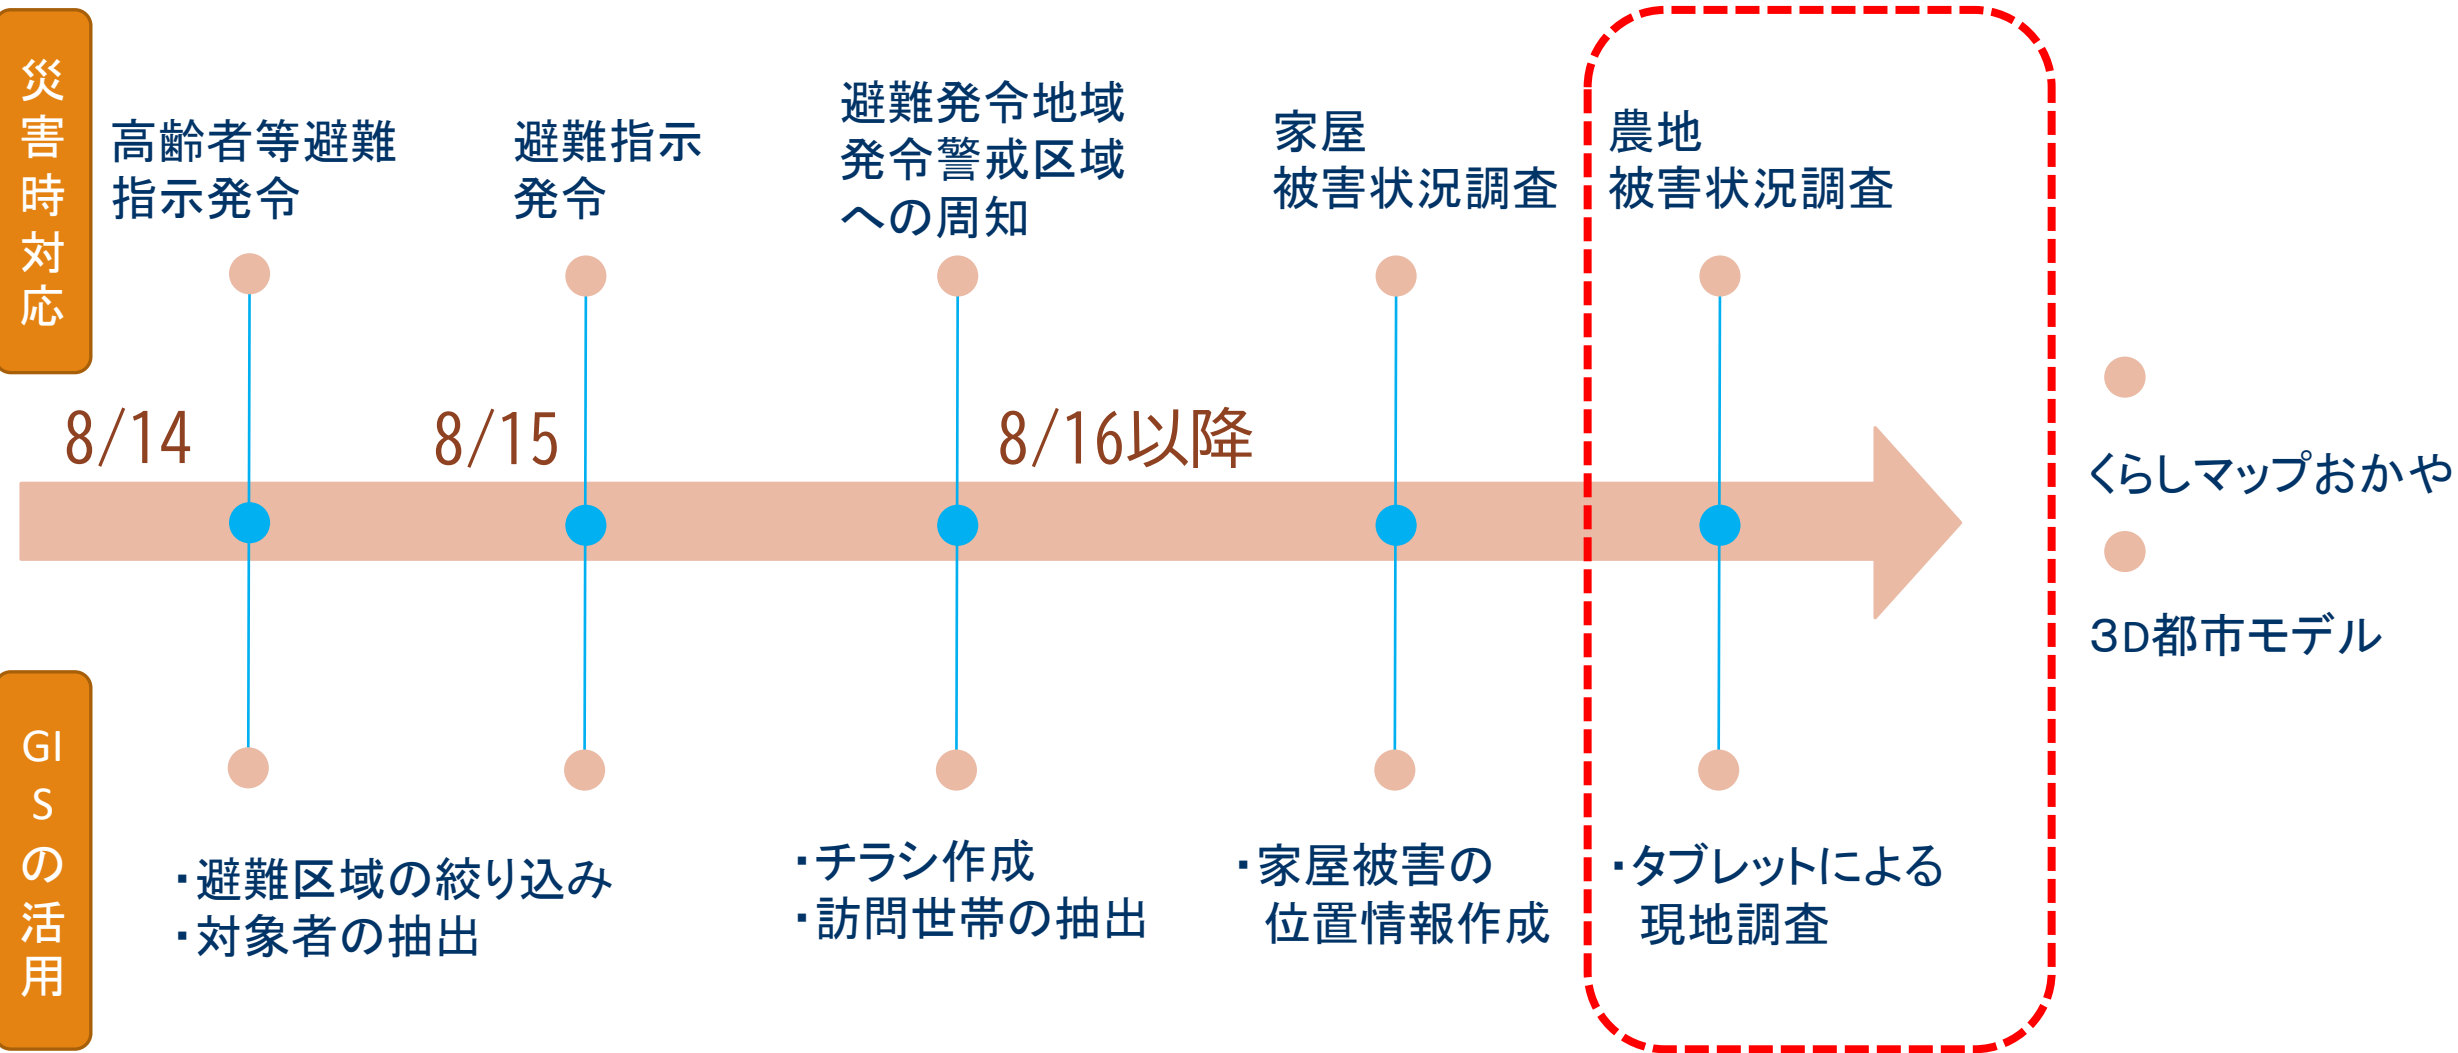 災害時対応
高齢者等避難
指示発令
避難指示
発令
避難発令地域
発令警戒区域
への周知
家屋
被害状況調査
農地
被害状況調査
8/14
8/15
8/16以降
くらしマップおかや
３D都市モデル
GISの活用
・避難区域の絞り込み
・対象者の抽出
・チラシ作成
・訪問世帯の抽出
・家屋被害の
位置情報作成
・タブレットによる
現地調査